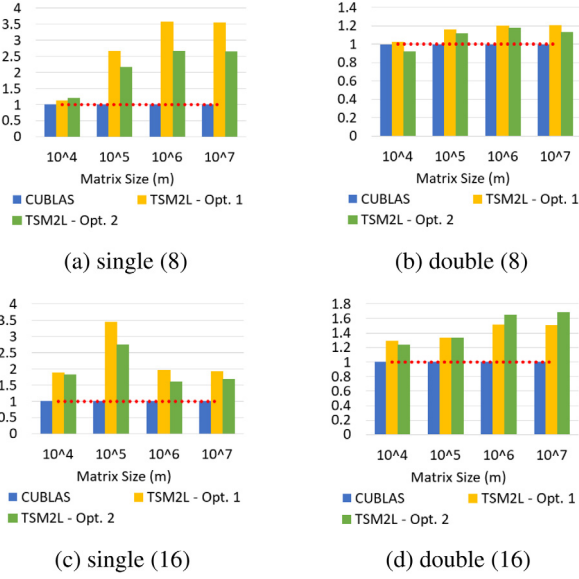 4
3.5
3
2.5
2
1.5
1
0.5
0
10^4 10^5 10^6 10^7
Matrix Size (m)
CUBLAS TSM2L - Opt. 1
TSM2L - Opt. 2
(a) single (8)
1.4
1.2
1
0.8
0.6
0.4
0.2
0
10^4 10^5 10^6 10^7
Matrix Size (m)
CUBLAS TSM2L - Opt. 1
TSM2L - Opt. 2
(b) double (8)
4
3.5
3
2.5
2
1.5
1
0.5
0
10^4 10^5 10^6 10^7
Matrix Size (m)
CUBLAS TSM2L - Opt. 1
TSM2L - Opt. 2
(c) single (16)
1.8
1.6
1.4
1.2
1
0.8
0.6
0.4
0.2
0
10^4 10^5 10^6 10^7
Matrix Size (m)
CUBLAS TSM2L - Opt. 1
TSM2L - Opt. 2
(d) double (16)